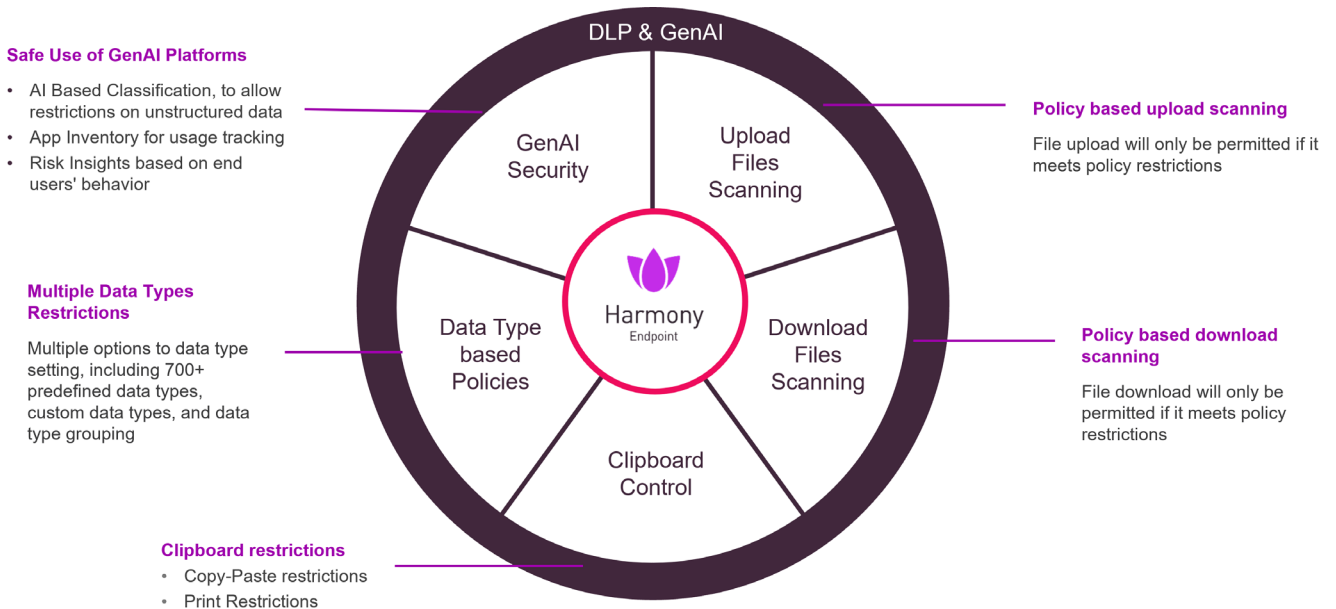 DLP & GenAI
Safe Use of GenAI Platforms
• AI Based Classification, to allow
restrictions on unstructured data
• App Inventory for usage tracking
• Risk Insights based on end
users' behavior
GenAI
Security
Upload
Files
Scanning
Policy based upload scanning
File upload will only be permitted if it
meets policy restrictions
Multiple Data Types
Restrictions
Multiple options to data type
setting, including 700+
predefined data types,
custom data types, and data
type grouping
Data Type
based
Policies
Harmony
Endpoint
Download
Files
Scanning
Policy based download
scanning
File download will only be
permitted if it meets policy
restrictions
Clipboard
Control
Clipboard restrictions
• Copy-Paste restrictions
• Print Restrictions